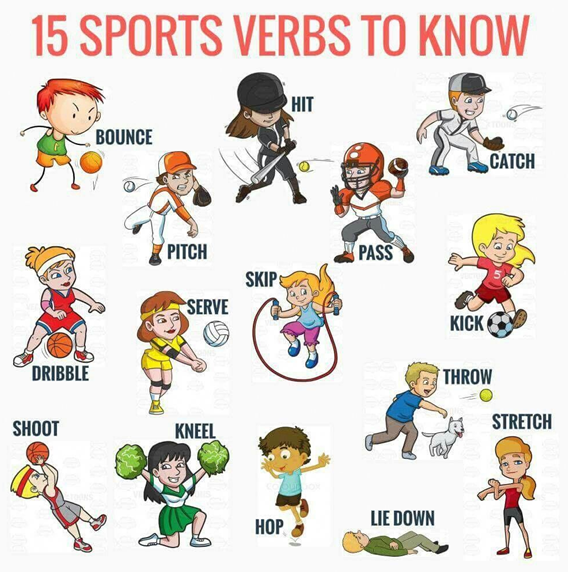 15 SPORTS VERBS TO KNOW
BOUNCE
HIT
CATCH
PITCH
PASS
SKIP
KICK
5
SERVE
DRIBBLE
THROW
SHOOT
KNEEL
STRETCH
HOP
LIE DOWN